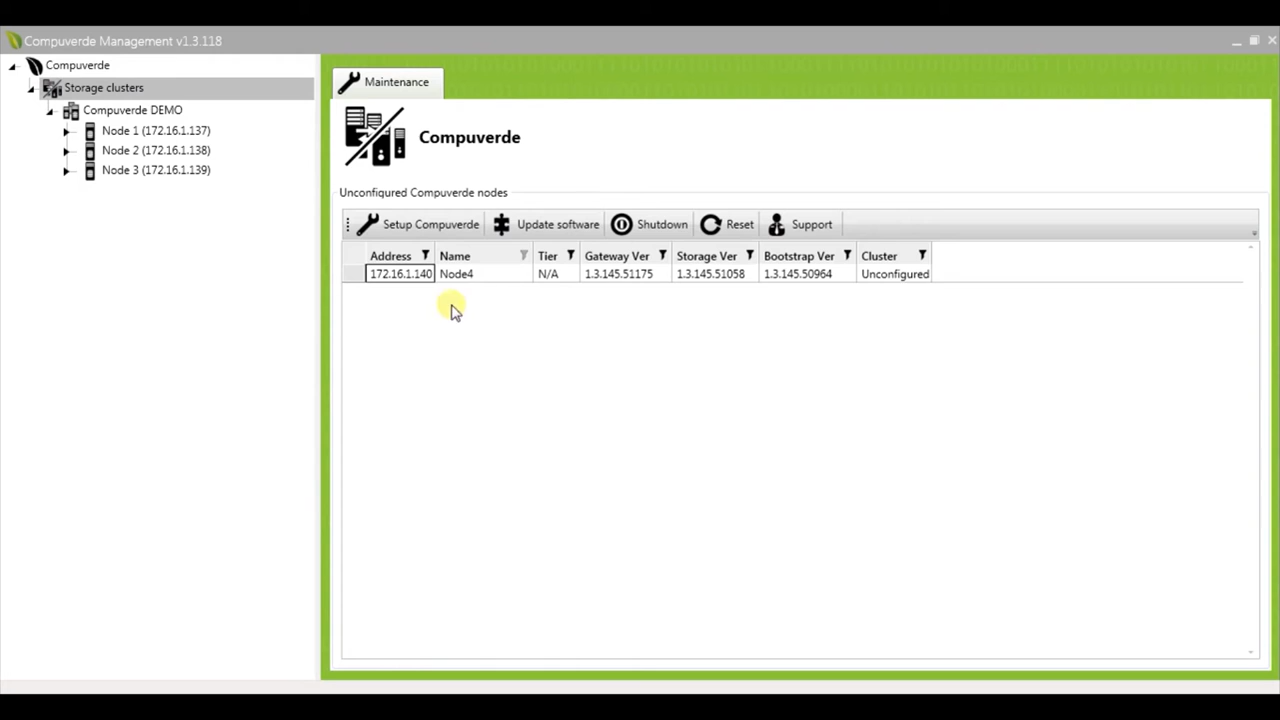 Compuverde Management v1.3.118
Compuverde
Storage clusters
Compuverde DEMO
Node 1 (172.16.1.137)
Node 2 (172.16.1.138)
Node 3 (172.16.1.139)
Maintenance
Compuverde
Unconfigured Compuverde nodes
Setup Compuverde Update software Shutdown Reset Support
Address Name Tier Gateway Ver Storage Ver Bootstrap Ver Cluster
172.16.1.140 Node4 N/A 1.3.145.51175 1.3.145.51058 1.3.145.50964 Unconfigured